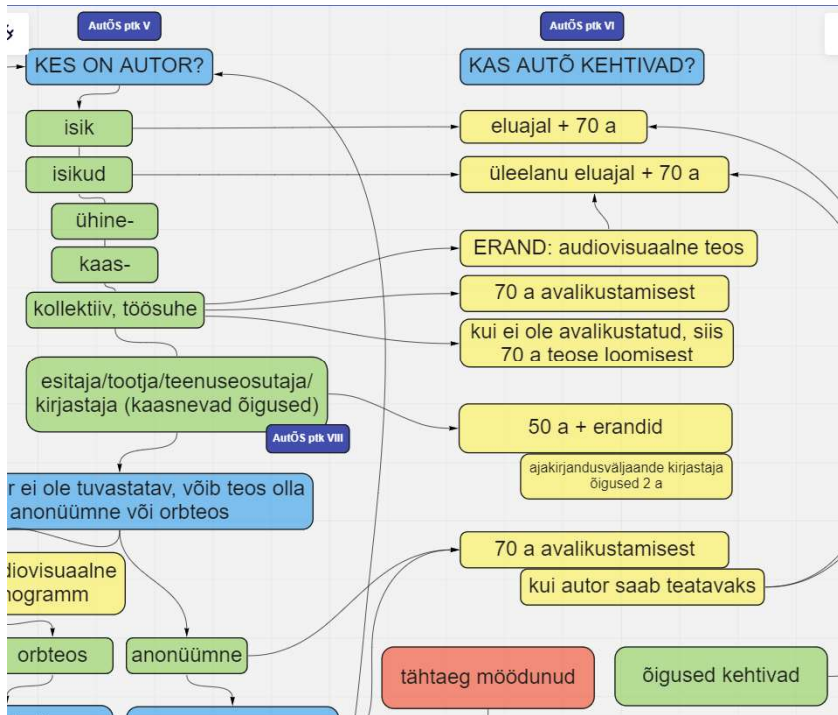 AutÕS ptk V
AutÕS ptk VI
KES ON AUTOR?
KAS AUTÕ KEHTIVAD?
isik
eluajal + 70 a
isikud
üleelanu eluajal + 70 a
ühine-
kaas-
ERAND: audiovisuaalne teos
kollektiiv, töösuhe
70 a avalikustamisest
kui ei ole avalikustatud, siis
70 a teose loomisest
esitaja/tootja/teenuseosutaja/
kirjastaja (kaasnevad õigused)
AutÕS ptk VIII
50 a + erandid
ajakirjandusväljaande kirjastaja
õigused 2 a
r ei ole tuvastatav, võib teos olla
anonüümne või orbteos
70 a avalikustamisest
kui autor saab teatavaks
diovisuaalne
nogramm
orbteos
anonüümne
tähtaeg möödunud
õigused kehtivad